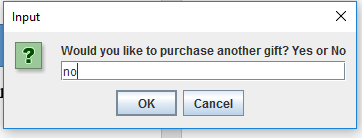 Input
Would you like to purchase another gift? Yes or No
?
no
OK Cancel